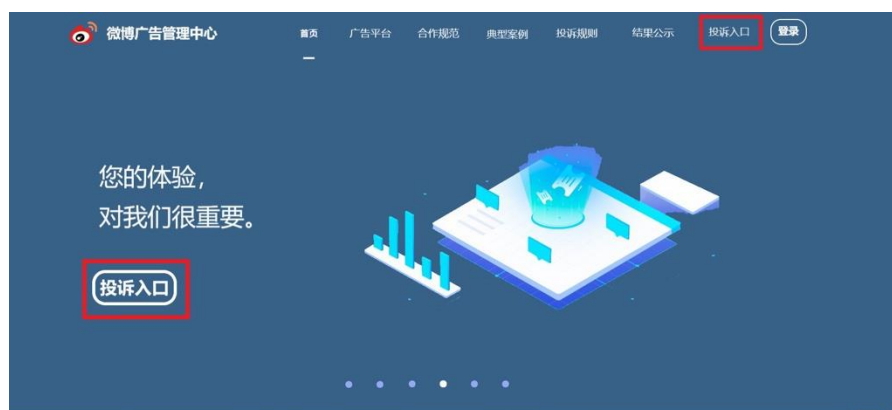 微博广告管理中心
首页 广告平台 合作规范 典型案例 投诉规则 结果公示 投诉入口 登录
您的体验，
对我们很重要。
投诉入口